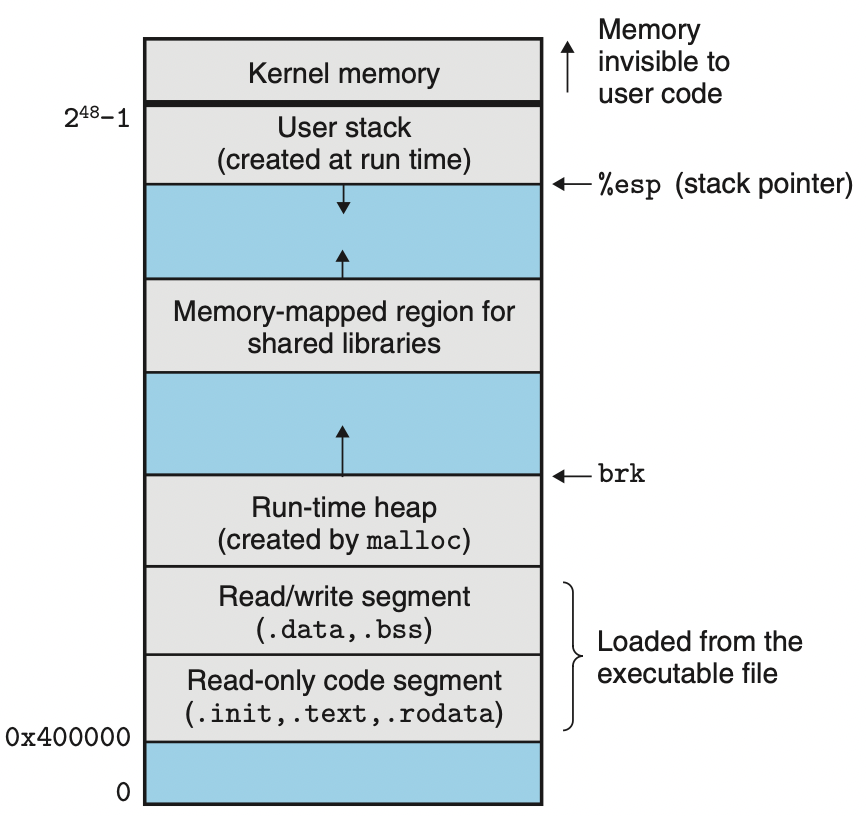 Memory
invisible to
user code
Kernel memory
2⁴⁸−1
User stack
(created at run time)
%esp (stack pointer)
Memory-mapped region for
shared libraries
brk
Run-time heap
(created by malloc)
Read/write segment
(.data,.bss)
Loaded from the
executable file
Read-only code segment
(.init,.text,.rodata)
0x400000
0